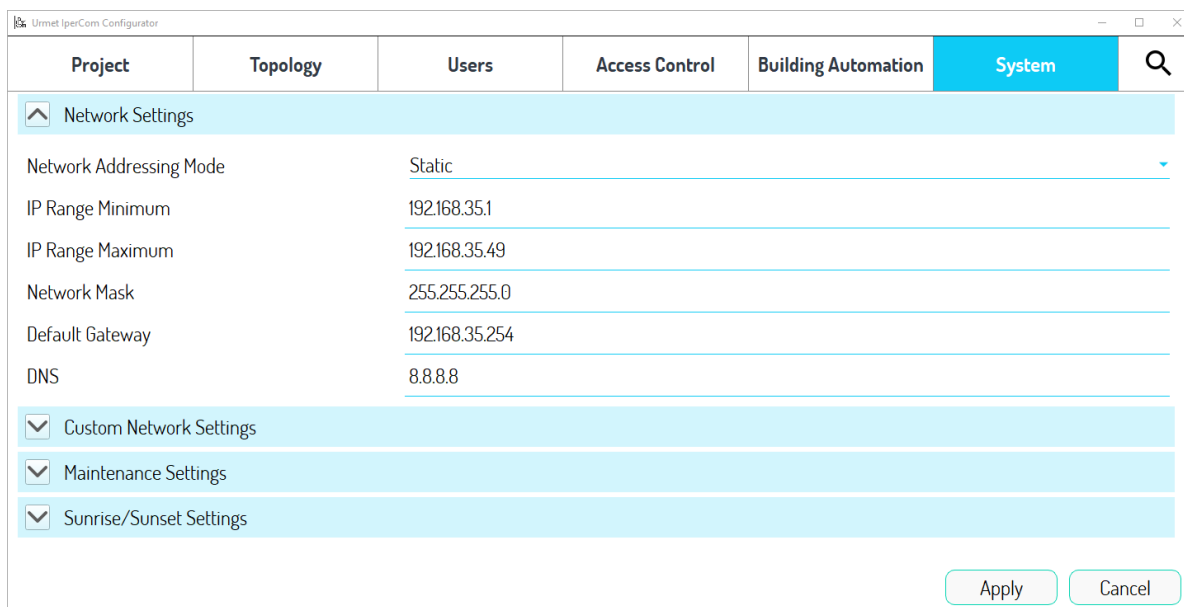 Urmet IperCom Configurator
Project Topology Users Access Control Building Automation System
Network Settings
Network Addressing Mode Static
IP Range Minimum 192.168.35.1
IP Range Maximum 192.168.35.49
Network Mask 255.255.255.0
Default Gateway 192.168.35.254
DNS 8.8.8.8
Custom Network Settings
Maintenance Settings
Sunrise/Sunset Settings
Apply Cancel